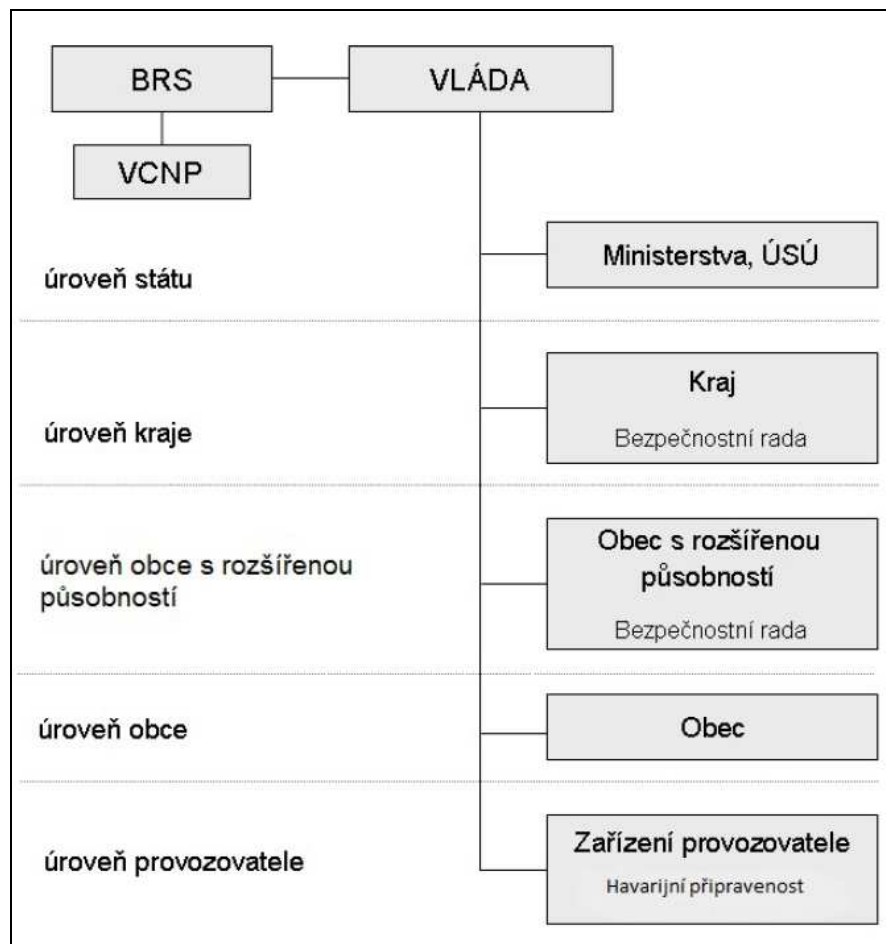 BRS
VLÁDA
VCNP
Ministerstva, ÚSÚ
úroveň státu
Kraj
Bezpečnostní rada
úroveň kraje
Obec s rozšířenou
působností
Bezpečnostní rada
úroveň obce s rozšířenou
působností
Obec
úroveň obce
Zařízení provozovatele
Havarijní připravenost
úroveň provozovatele